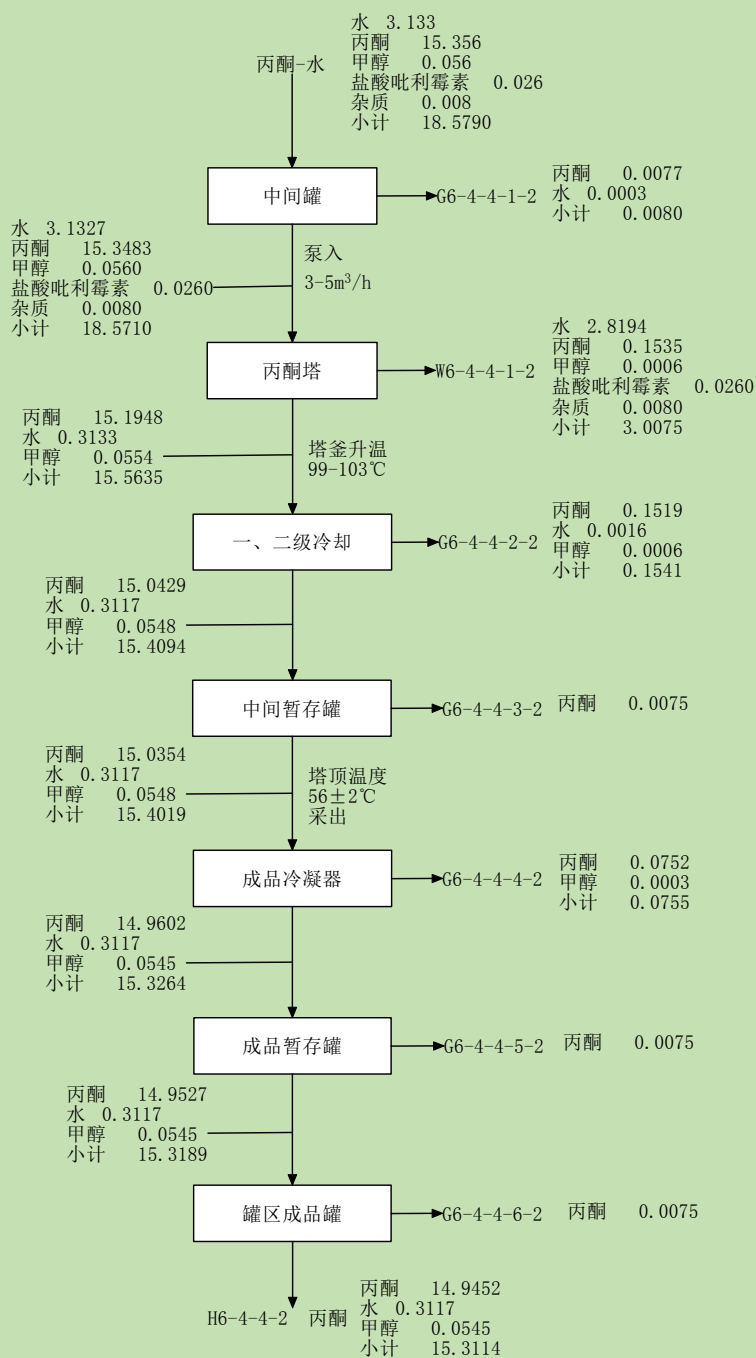 丙酮-水
水 3.133
丙酮 15.356
甲醇 0.056
盐酸吡利霉素 0.026
杂质 0.008
小计 18.5790
中间罐
G6-4-4-1-2
丙酮 0.0077
水 0.0003
小计 0.0080
水 3.1327
丙酮 15.3483
甲醇 0.0560
盐酸吡利霉素 0.0260
杂质 0.0080
小计 18.5710
泵入
3-5m³/h
丙酮塔
W6-4-4-1-2
水 2.8194
丙酮 0.1535
甲醇 0.0006
盐酸吡利霉素 0.0260
杂质 0.0080
小计 3.0075
丙酮 15.1948
水 0.3133
甲醇 0.0554
小计 15.5635
塔釜升温
99-103℃
一、二级冷却
G6-4-4-2-2
丙酮 0.1519
水 0.0016
甲醇 0.0006
小计 0.1541
丙酮 15.0429
水 0.3117
甲醇 0.0548
小计 15.4094
中间暂存罐
G6-4-4-3-2
丙酮 0.0075
丙酮 15.0354
水 0.3117
甲醇 0.0548
小计 15.4019
塔顶温度
56±2℃
采出
成品冷凝器
G6-4-4-4-2
丙酮 0.0752
甲醇 0.0003
小计 0.0755
丙酮 14.9602
水 0.3117
甲醇 0.0545
小计 15.3264
成品暂存罐
G6-4-4-5-2
丙酮 0.0075
丙酮 14.9527
水 0.3117
甲醇 0.0545
小计 15.3189
罐区成品罐
G6-4-4-6-2
丙酮 0.0075
H6-4-4-2 丙酮
丙酮 14.9452
水 0.3117
甲醇 0.0545
小计 15.3114